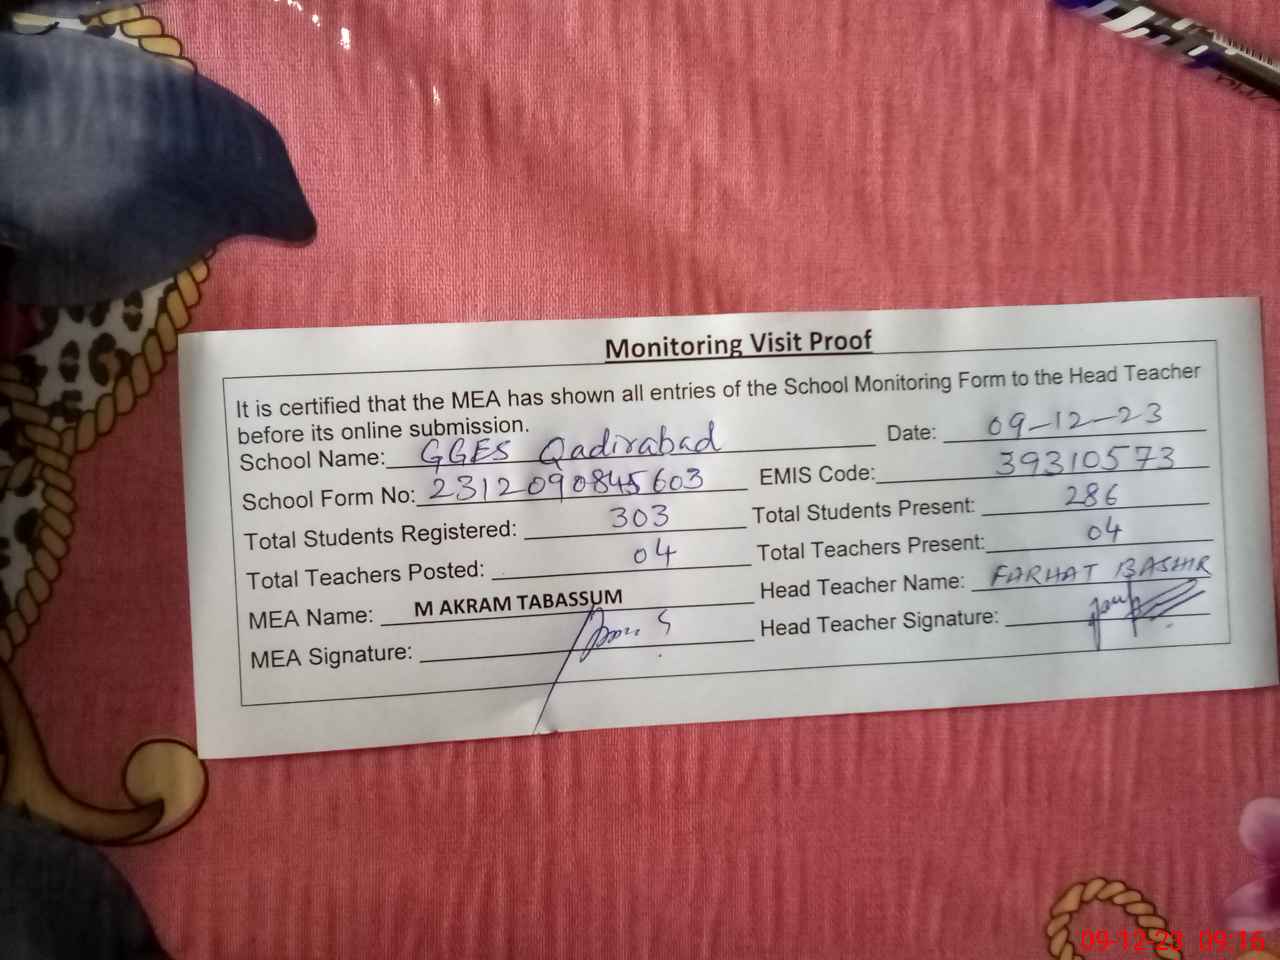 Monitoring Visit Proof
It is certified that the MEA has shown all entries of the School Monitoring Form to the Head Teacher
before its online submission.
School Name: GGES Qadirabad Date: 09-12-23
School Form No: 2312090845603 EMIS Code: 39310573
Total Students Registered: 303 Total Students Present: 286
Total Teachers Posted: 04 Total Teachers Present: 04
MEA Name: M AKRAM TABASSUM Head Teacher Name: FARHAT BASHIR
MEA Signature: Head Teacher Signature:
09-12-23 09:16